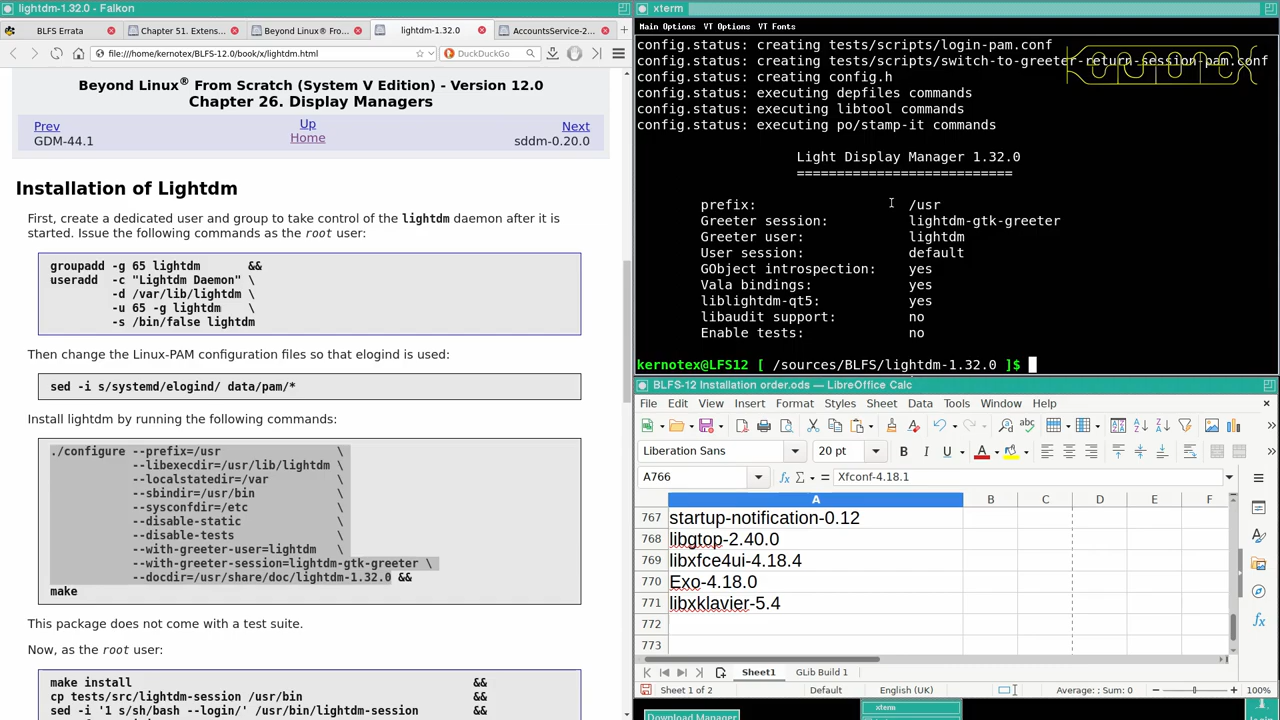 lightdm-1.32.0 - Falkon
BLFS Errata
Chapter 51. Extens...
Beyond Linux® Fro...
lightdm-1.32.0
AccountsService-2...
file:///home/kernotex/BLFS-12.0/book/x/lightdm.html
DuckDuckGo
Beyond Linux® From Scratch (System V Edition) - Version 12.0
Chapter 26. Display Managers
Prev
Up
Next
GDM-44.1
Home
sddm-0.20.0
Installation of Lightdm
First, create a dedicated user and group to take control of the lightdm daemon after it is
started. Issue the following commands as the root user:
groupadd -g 65 lightdm &&
useradd -c "Lightdm Daemon" \
-d /var/lib/lightdm \
-u 65 -g lightdm \
-s /bin/false lightdm
Then change the Linux-PAM configuration files so that elogind is used:
sed -i s/systemd/elogind/ data/pam/*
Install lightdm by running the following commands:
./configure --prefix=/usr \
--libexecdir=/usr/lib/lightdm \
--localstatedir=/var \
--sbindir=/usr/bin \
--sysconfdir=/etc \
--disable-static \
--disable-tests \
--with-greeter-user=lightdm \
--with-greeter-session=lightdm-gtk-greeter \
--docdir=/usr/share/doc/lightdm-1.32.0 &&
make
This package does not come with a test suite.
Now, as the root user:
make install &&
cp tests/src/lightdm-session /usr/bin &&
sed -i '1 s/sh/bash --login/' /usr/bin/lightdm-session &&
xterm
Main Options VT Options VT Fonts
config.status: creating tests/scripts/login-pam.conf
config.status: creating tests/scripts/switch-to-greeter-return-session-pam.conf
config.status: creating config.h
config.status: executing depfiles commands
config.status: executing libtool commands
config.status: executing po/stamp-it commands
Light Display Manager 1.32.0
===========================
prefix: /usr
Greeter session: lightdm-gtk-greeter
Greeter user: lightdm
User session: default
GObject introspection: yes
Vala bindings: yes
liblightdm-qt5: yes
libaudit support: no
Enable tests: no
kernotex@LFS12 [ /sources/BLFS/lightdm-1.32.0 ]$
BLFS-12 Installation order.ods — LibreOffice Calc
File Edit View Insert Format Styles Sheet Data Tools Window Help
Liberation Sans
20 pt
A766
Xfconf-4.18.1
A B C D E F
767 startup-notification-0.12
768 libgtop-2.40.0
769 libxfce4ui-4.18.4
770 Exo-4.18.0
771 libxklavier-5.4
772
773
Sheet1
GLib Build 1
Sheet 1 of 2
Default
English (UK)
Average: ; Sum: 0
100%
Download Manager
xterm